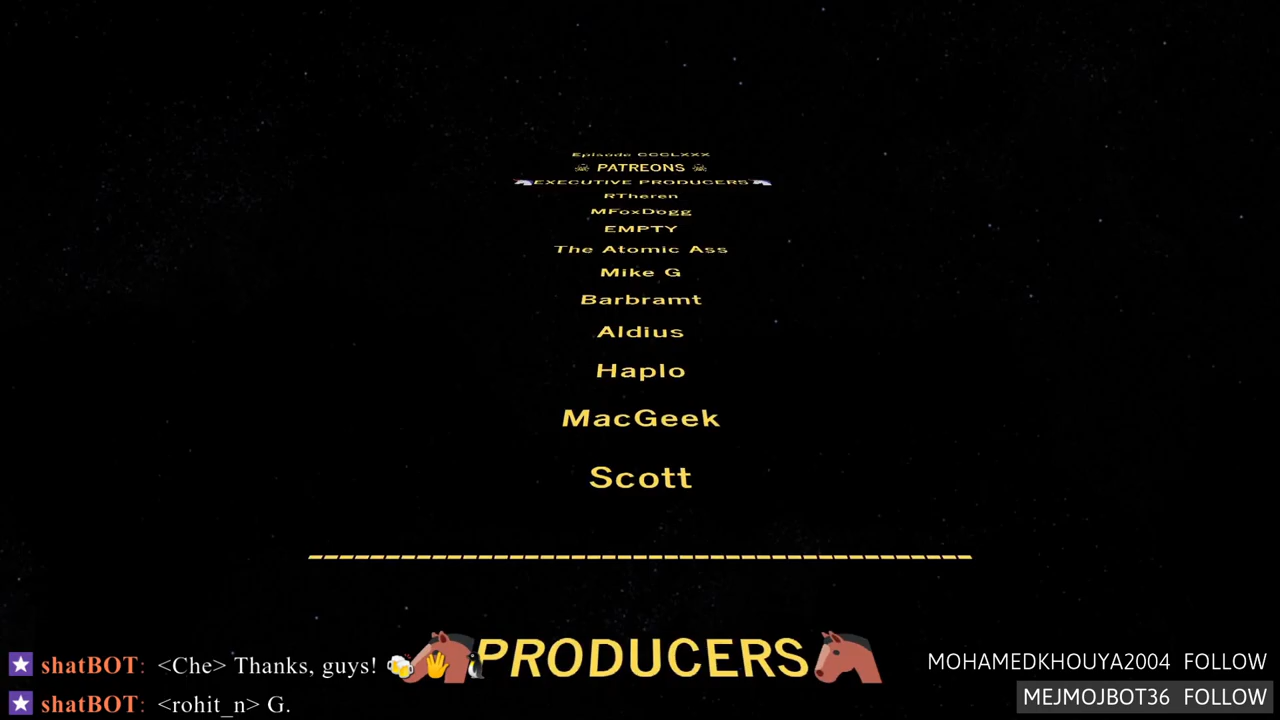 Episode CCCLXXX
☠ PATREONS ☠
EXECUTIVE PRODUCERS
RTheren
MFoxDogg
EMPTY
The Atomic Ass
Mike G
Barbramt
Aldius
Haplo
MacGeek
Scott
-------------------------------------------
PRODUCERS
shatBOT: <Che> Thanks, guys! 🍻🖖🐧
shatBOT: <rohit_n> G.
MOHAMEDKHOUYA2004 FOLLOW
MEJMOJBOT36 FOLLOW